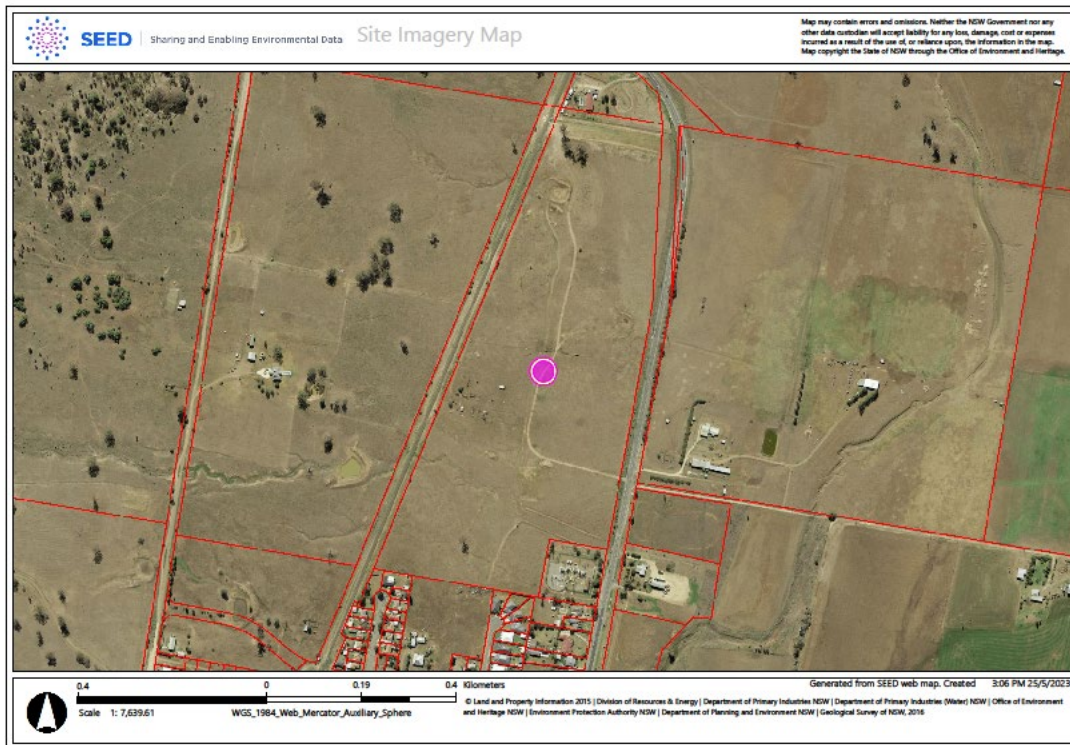 SEED
Sharing and Enabling Environmental Data
Site Imagery Map
Map may contain errors and omissions. Neither the NSW Government nor any
other data custodian will accept liability for any loss, damage, cost or expenses
incurred as a result of the use of, or reliance upon, the information in the map.
Map copyright the State of NSW through the Office of Environment and Heritage.
0.4 0 0.19 0.4 Kilometers
Scale 1: 7,639.61
WGS_1984_Web_Mercator_Auxiliary_Sphere
Generated from SEED web map. Created 3:06 PM 25/5/2023
© Land and Property Information 2015 | Division of Resources & Energy | Department of Primary Industries NSW | Department of Primary Industries (Water) NSW | Office of Environment
and Heritage NSW | Environment Protection Authority NSW | Department of Planning and Environment NSW | Geological Survey of NSW, 2016